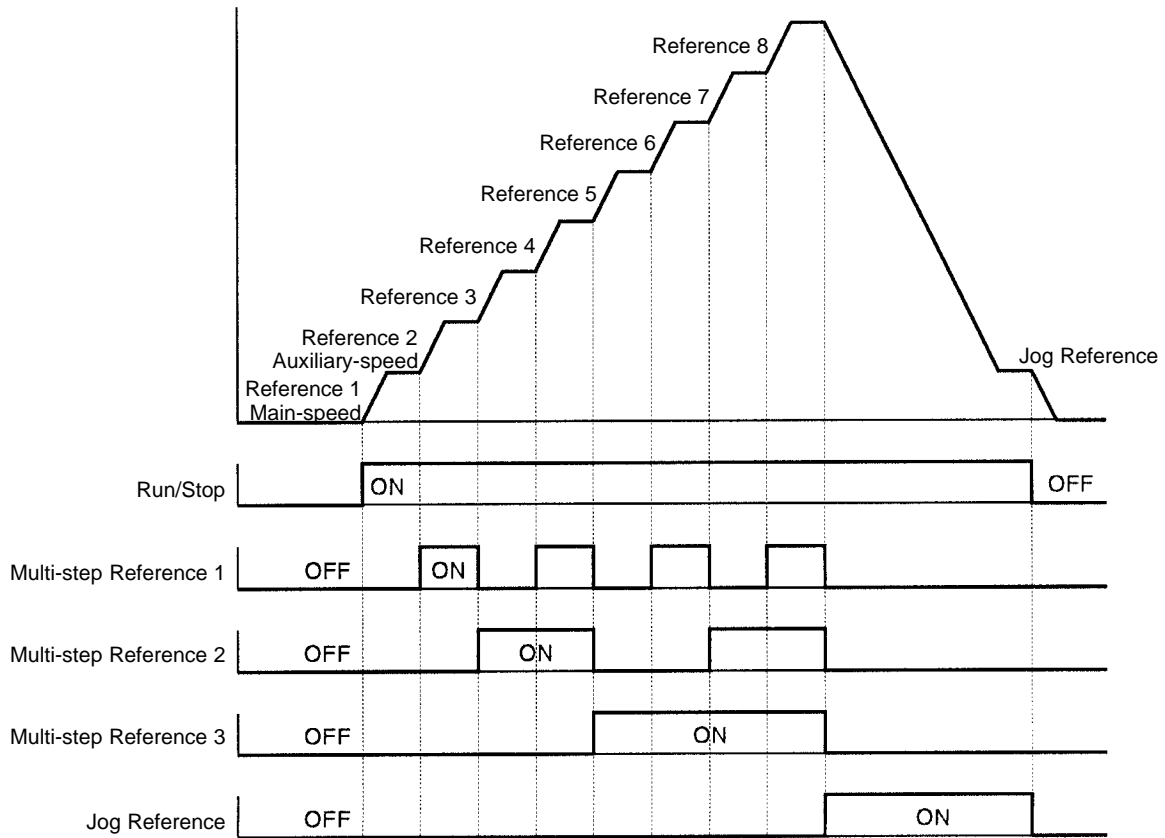 Reference 8
Reference 7
Reference 6
Reference 5
Reference 4
Reference 3
Reference 2
Auxiliary-speed
Reference 1
Main-speed
Jog Reference
Run/Stop
ON
OFF
Multi-step Reference 1
OFF
ON
Multi-step Reference 2
OFF
ON
Multi-step Reference 3
OFF
ON
Jog Reference
OFF
ON